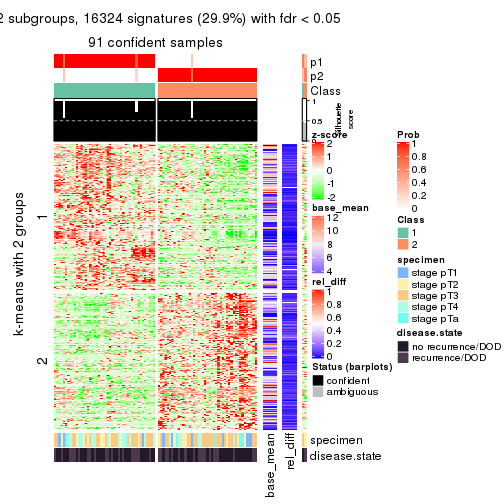 2 subgroups, 16324 signatures (29.9%) with fdr < 0.05
91 confident samples
p1
p2
Class
1
0.5
0
Silhouette
score
k-means with 2 groups
1
2
base_mean
rel_diff
specimen
disease.state
z-score
2
1
0
-1
-2
base_mean
12
10
8
6
4
rel_diff
1
0.8
0.6
0.4
0.2
0
Status (barplots)
confident
ambiguous
Prob
1
0.8
0.6
0.4
0.2
0
Class
1
2
specimen
stage pT1
stage pT2
stage pT3
stage pT4
stage pTa
disease.state
no recurrence/DOD
recurrence/DOD